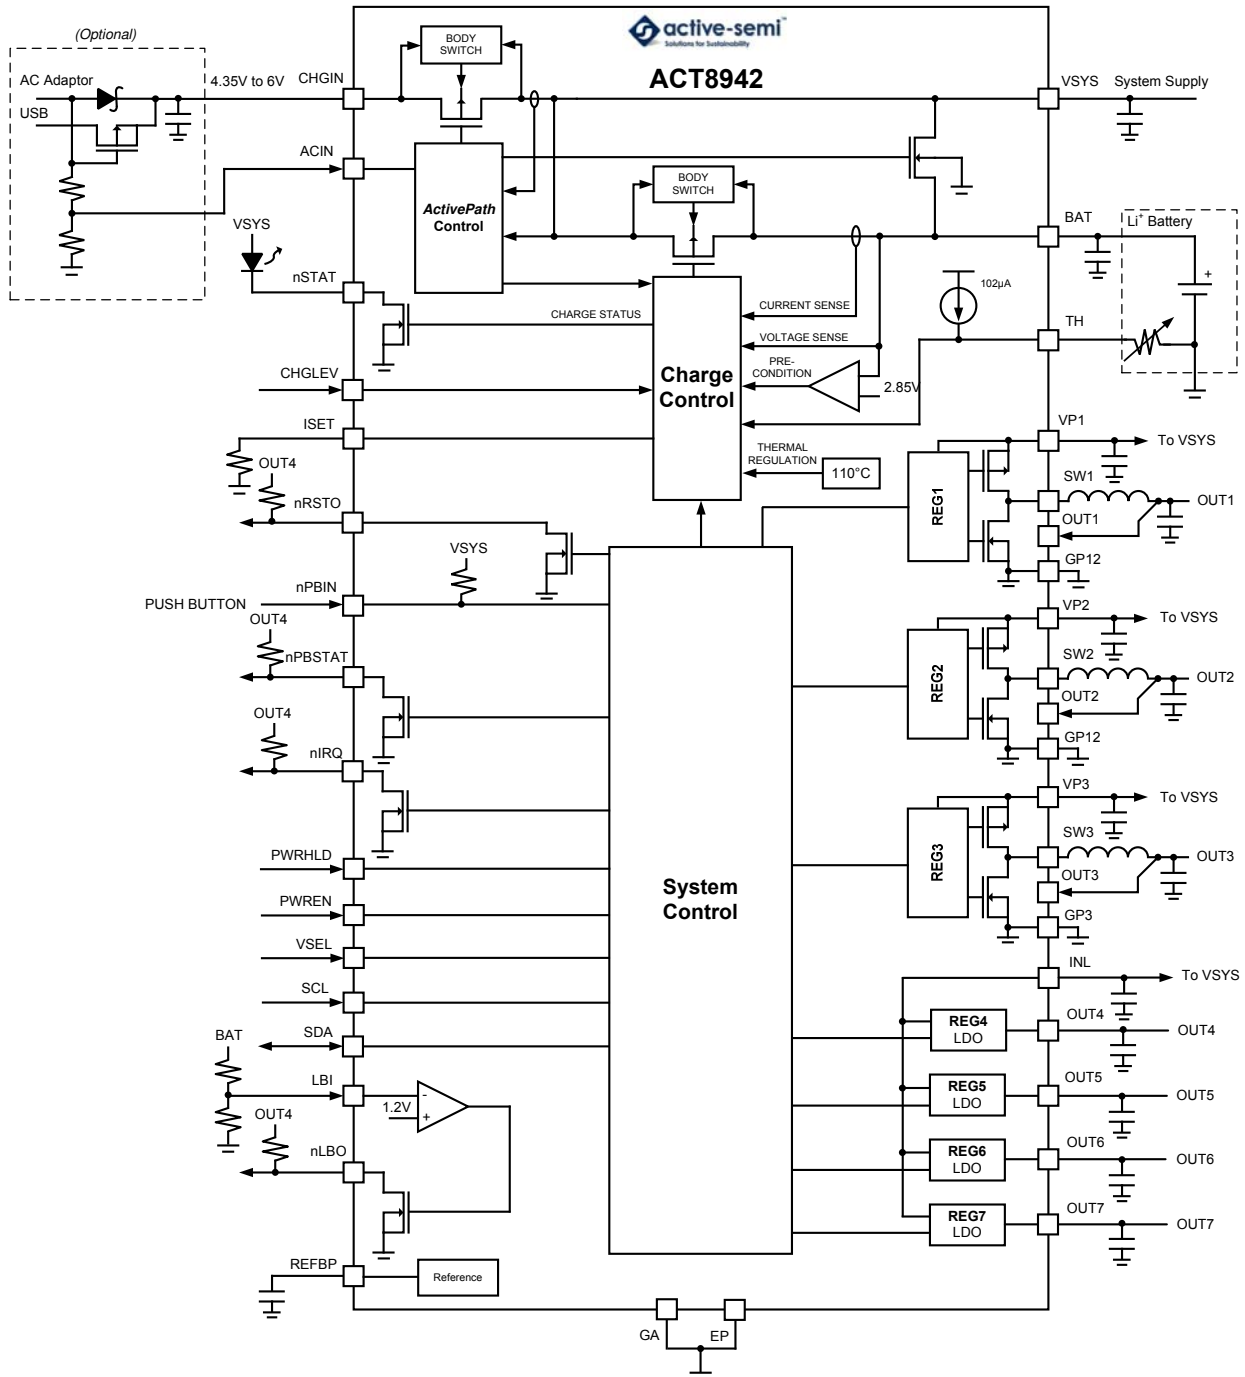 (Optional)
AC Adaptor
USB
4.35V to 6V
CHGIN
BODY
SWITCH
active-semi™
Solutions for Sustainability
ACT8942
VSYS
System Supply
ACIN
ActivePath
Control
BODY
SWITCH
BAT
Li+ Battery
+
VSYS
nSTAT
CHARGE STATUS
CURRENT SENSE
102µA
TH
VOLTAGE SENSE
PRE-
CONDITION
2.85V
Charge
Control
CHGLEV
ISET
THERMAL
REGULATION
110°C
OUT4
nRSTO
VP1
To VSYS
REG1
SW1
OUT1
OUT1
GP12
VSYS
nPBIN
PUSH BUTTON
OUT4
nPBSTAT
VP2
To VSYS
REG2
SW2
OUT2
OUT2
GP12
OUT4
nIRQ
VP3
To VSYS
REG3
SW3
OUT3
OUT3
GP3
PWRHLD
PWREN
VSEL
SCL
SDA
System
Control
INL
To VSYS
REG4
LDO
OUT4
OUT4
BAT
LBI
1.2V
-
+
REG5
LDO
OUT5
OUT5
OUT4
nLBO
REG6
LDO
OUT6
OUT6
REG7
LDO
OUT7
OUT7
REFBP
Reference
GA
EP